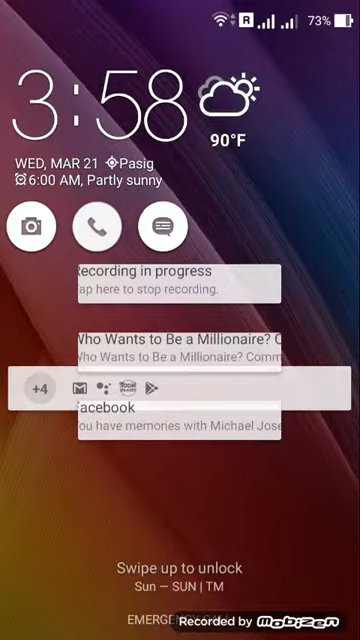 R 73%
3:58
90°F
WED, MAR 21 Pasig
6:00 AM, Partly sunny
Recording in progress
ap here to stop recording.
Who Wants to Be a Millionaire? C
Who Wants to Be a Millionaire? Comm
+4
acebook
ou have memories with Michael Jose
Swipe up to unlock
Sun — SUN | TM
EMERGE
Recorded by mobizen